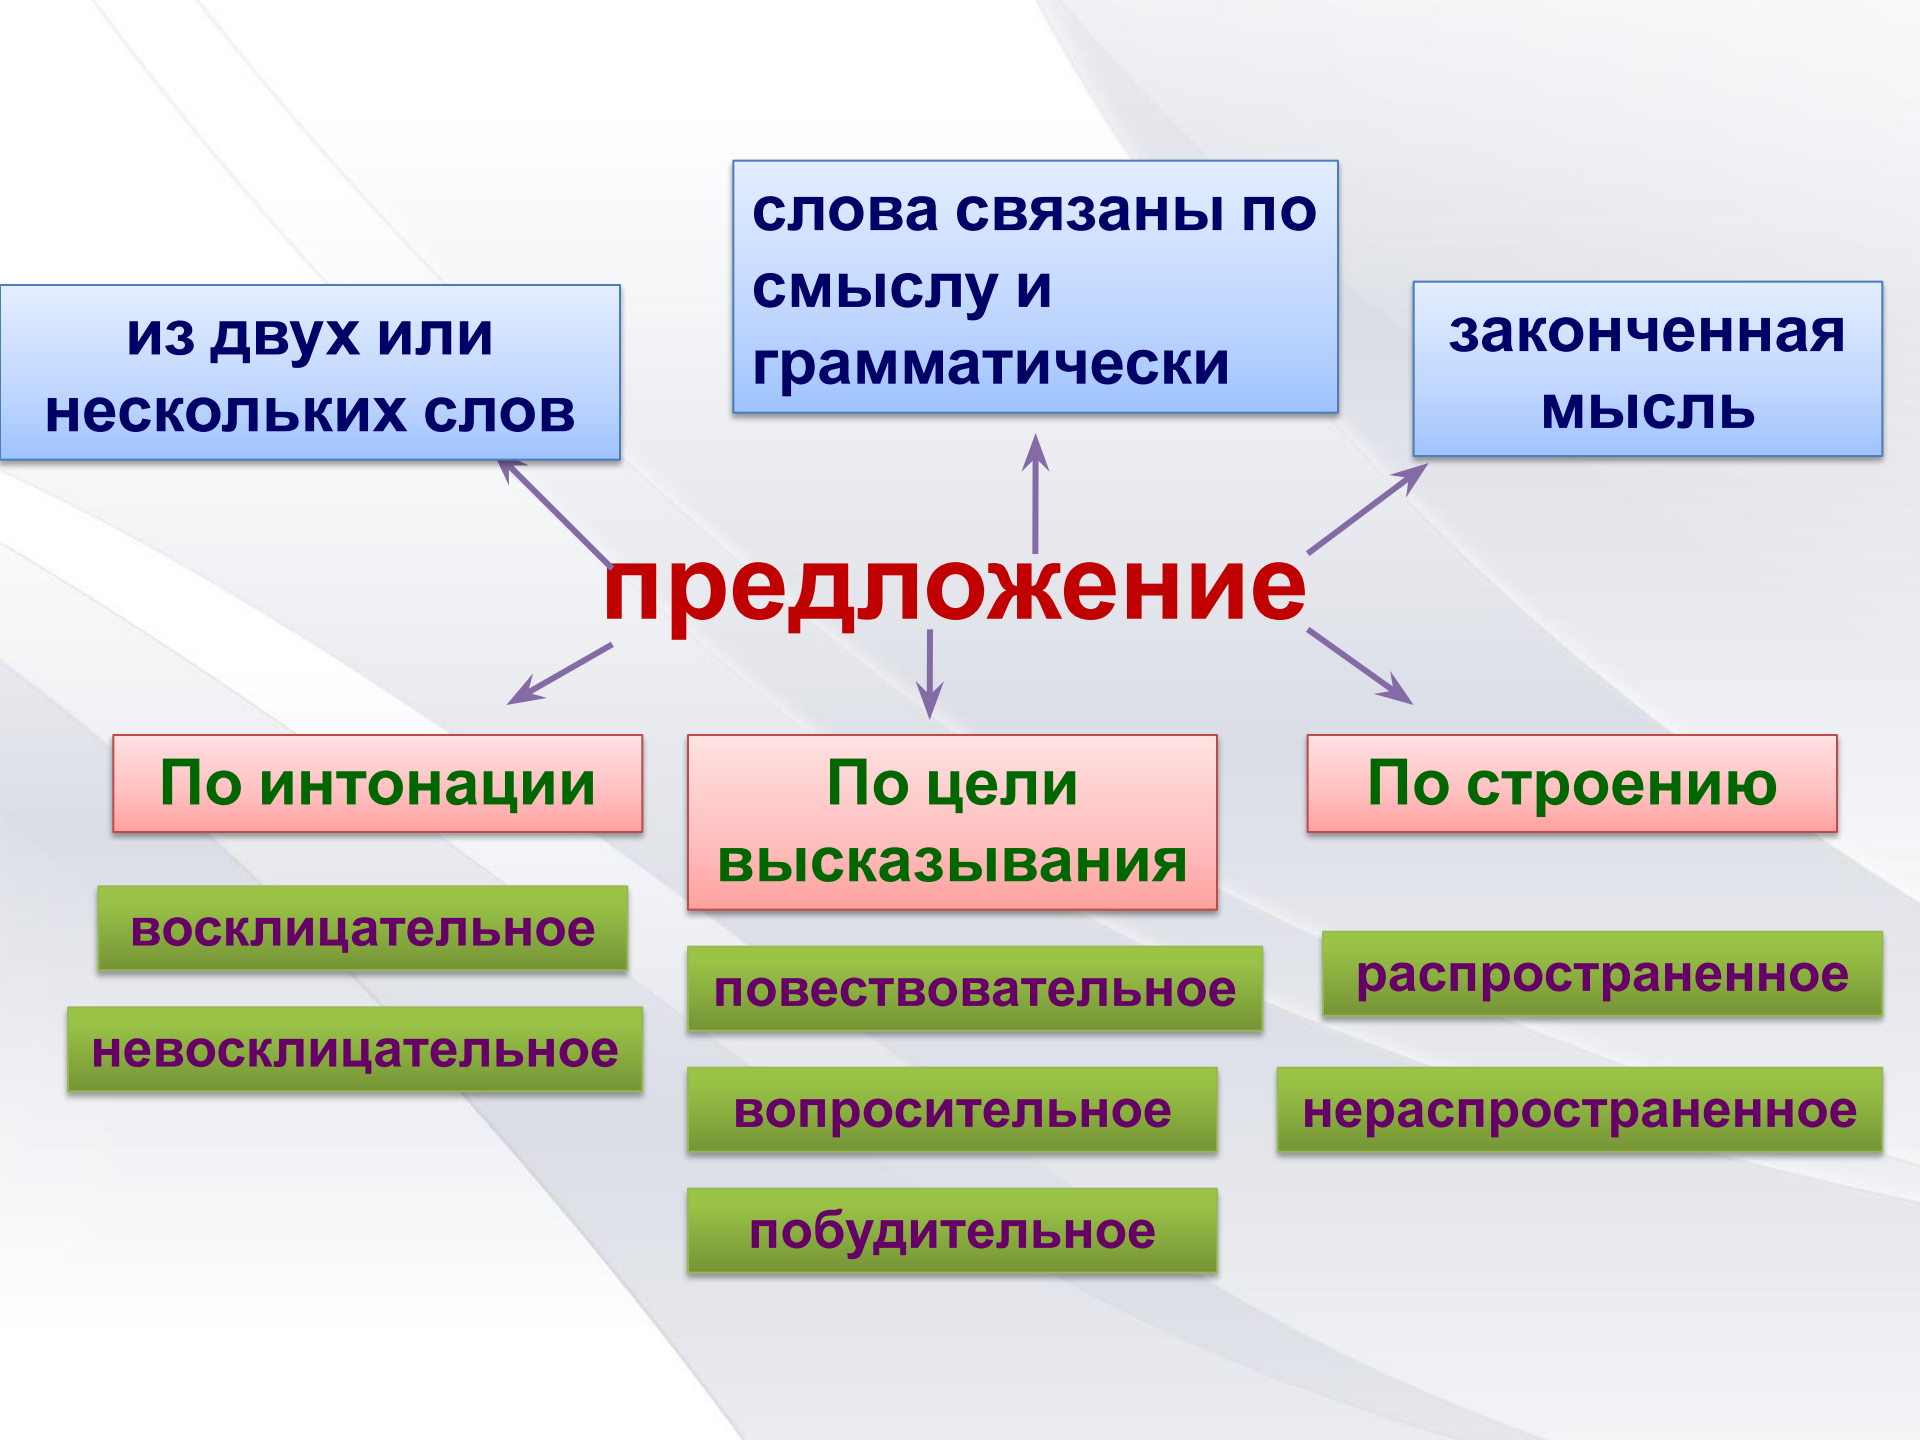 слова связаны по
смыслу и
грамматически
из двух или
нескольких слов
законченная
мысль
предложение
По интонации
По цели
высказывания
По строению
восклицательное
невосклицательное
повествовательное
вопросительное
побудительное
распространенное
нераспространенное